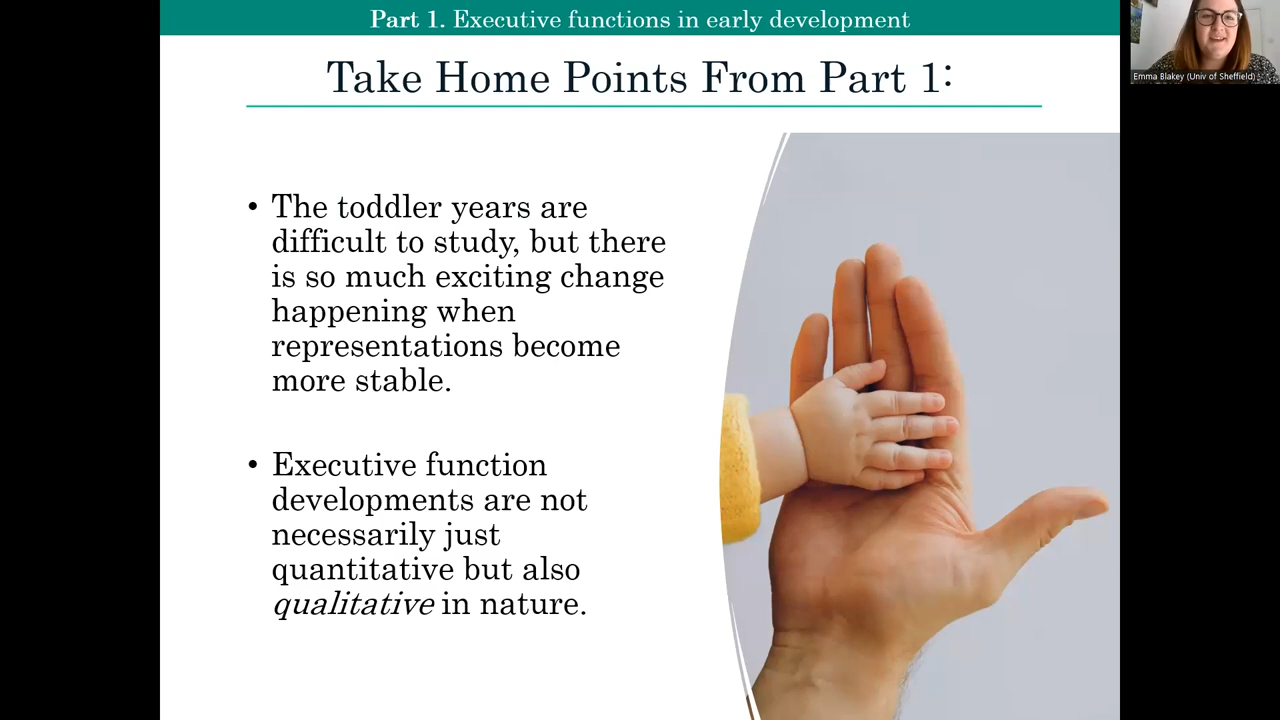 Part 1. Executive functions in early development
Emma Blakey (Univ of Sheffield)
Take Home Points From Part 1:
• The toddler years are
difficult to study, but there
is so much exciting change
happening when
representations become
more stable.
• Executive function
developments are not
necessarily just
quantitative but also
qualitative in nature.